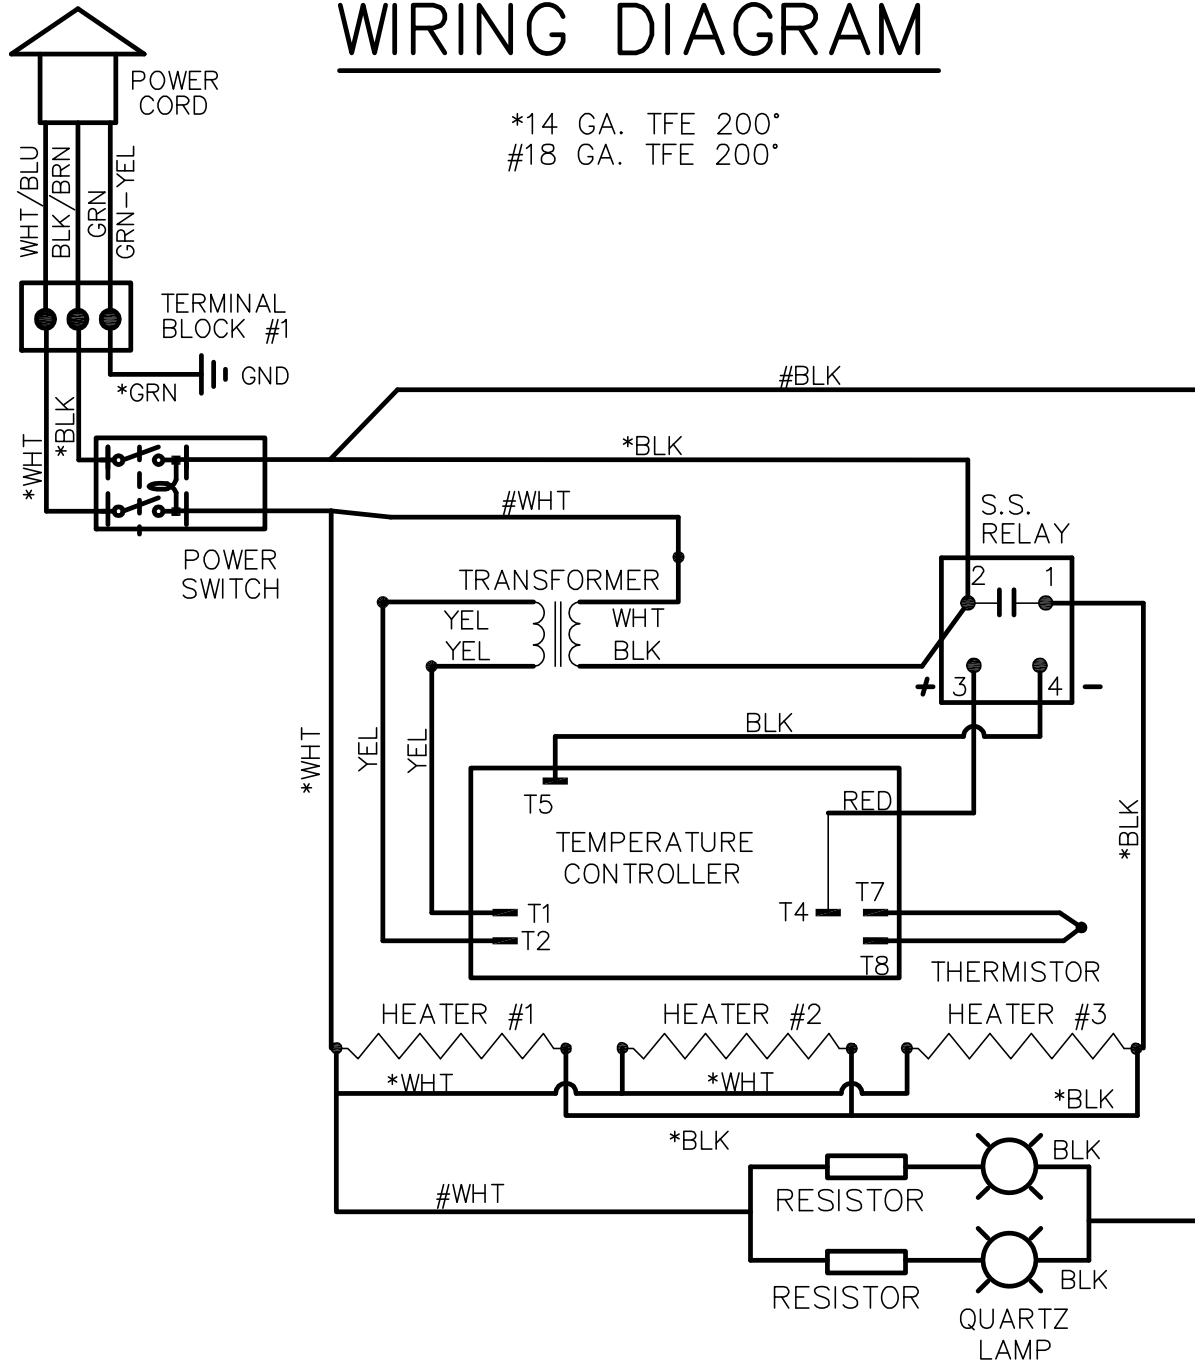 WIRING DIAGRAM
*14 GA. TFE 200°
#18 GA. TFE 200°
POWER
CORD
WHT/BLU
BLK/BRN
GRN
GRN-YEL
TERMINAL
BLOCK #1
*GRN
GND
*WHT
*BLK
#BLK
*BLK
#WHT
POWER
SWITCH
S.S.
RELAY
2
1
TRANSFORMER
YEL
WHT
YEL
BLK
+
3
4
-
*WHT
YEL
YEL
BLK
T5
RED
TEMPERATURE
CONTROLLER
*BLK
T1
T4
T7
T2
T8
THERMISTOR
HEATER #1
HEATER #2
HEATER #3
*WHT
*WHT
*BLK
*BLK
BLK
#WHT
RESISTOR
RESISTOR
BLK
QUARTZ
LAMP